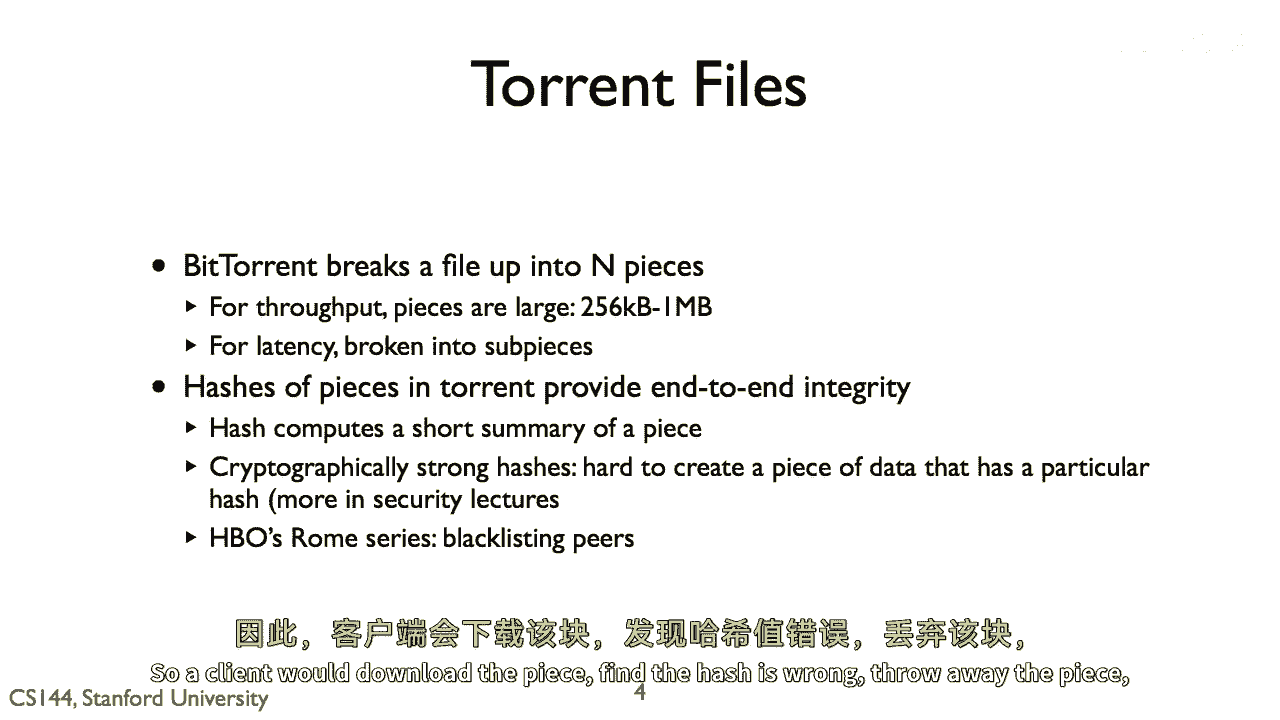 Torrent Files
• BitTorrent breaks a file up into N pieces
‣ For throughput, pieces are large: 256kB-1MB
‣ For latency, broken into subpieces
• Hashes of pieces in torrent provide end-to-end integrity
‣ Hash computes a short summary of a piece
‣ Cryptographically strong hashes: hard to create a piece of data that has a particular
hash (more in security lectures
‣ HBO's Rome series: blacklisting peers
因此，客户端会下载该块，发现哈希值错误，丢弃该块，
So a client would download the piece, find the hash is wrong, throw away the piece,
CS144, Stanford University
4